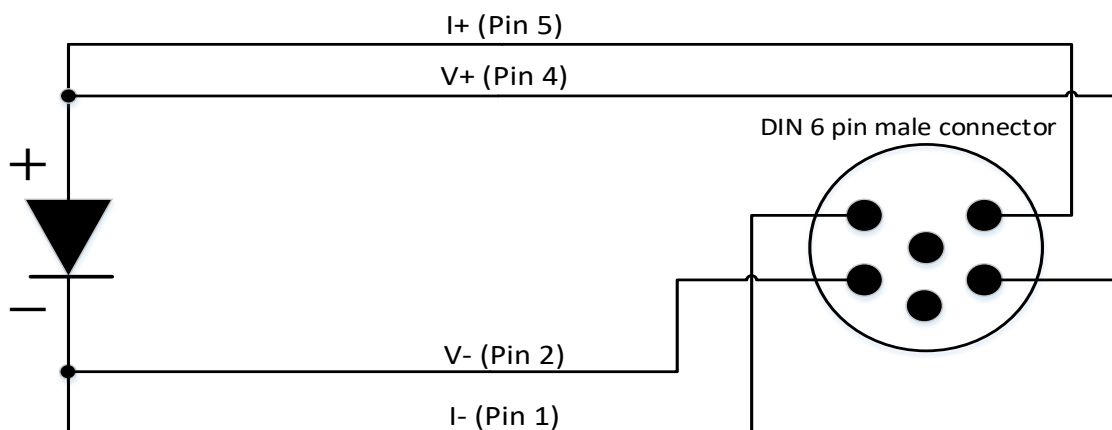 I+ (Pin 5)
V+ (Pin 4)
DIN 6 pin male connector
+
−
V- (Pin 2)
I- (Pin 1)